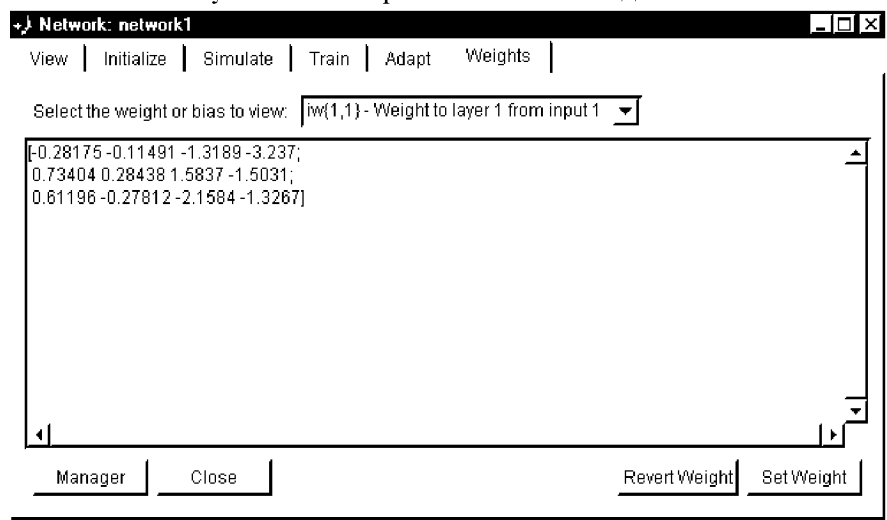 Network: network1
View Initialize Simulate Train Adapt Weights
Select the weight or bias to view: iw{1,1} - Weight to layer 1 from input 1
[-0.28175 -0.11491 -1.3189 -3.237;
0.73404 0.28438 1.5837 -1.5031;
0.61196 -0.27812 -2.1584 -1.3267]
Manager Close Revert Weight Set Weight